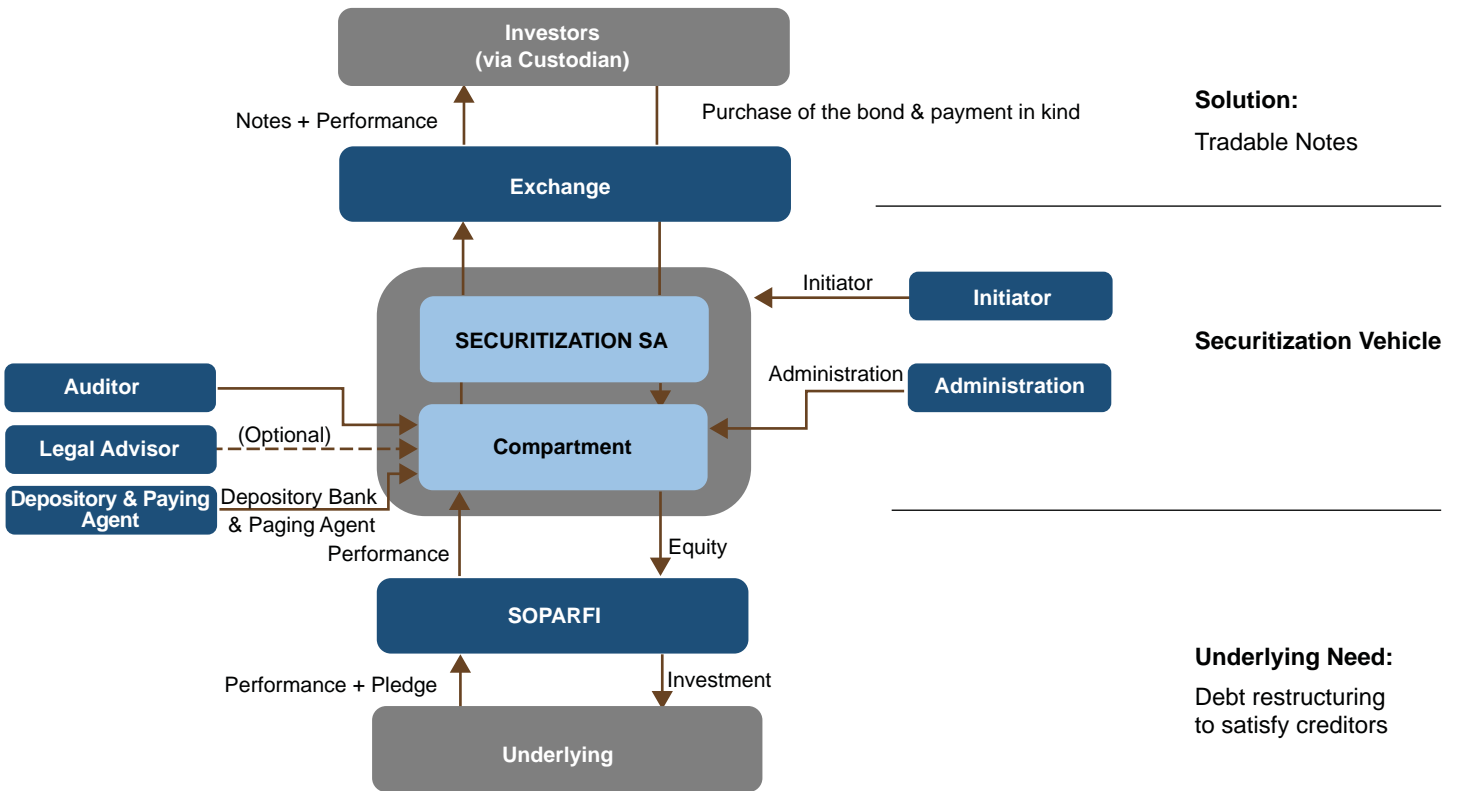 Investors
(via Custodian)
Notes + Performance
Purchase of the bond & payment in kind
Solution:
Tradable Notes
Exchange
Initiator
Initiator
SECURITIZATION SA
Securitization Vehicle
Administration
Administration
Auditor
Legal Advisor
(Optional)
Compartment
Depository & Paying
Agent
Depository Bank
& Paging Agent
Performance
Equity
SOPARFI
Performance + Pledge
Investment
Underlying Need:
Debt restructuring
to satisfy creditors
Underlying